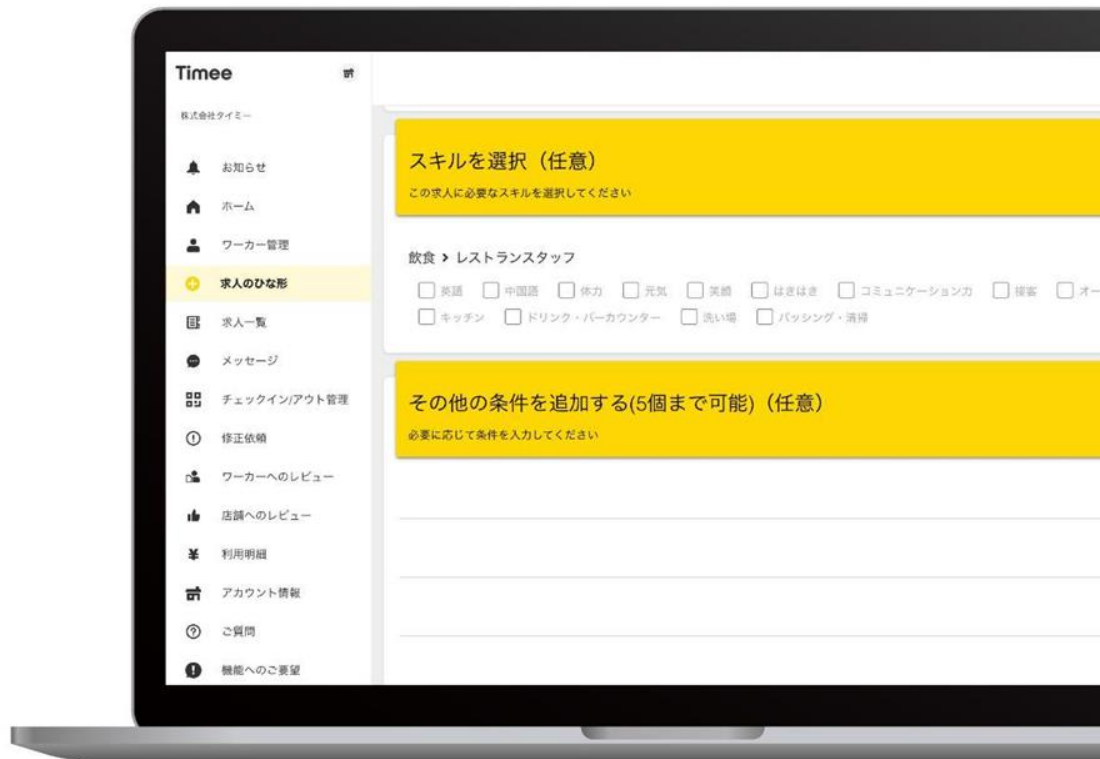 Timee
株式会社タイミー
お知らせ
ホーム
ワーカー管理
求人のひな形
求人一覧
メッセージ
チェックイン/アウト管理
修正依頼
ワーカーへのレビュー
店舗へのレビュー
利用明細
アカウント情報
ご質問
機能へのご要望
スキルを選択（任意）
この求人に必要なスキルを選択してください
飲食 > レストランスタッフ
英語 中国語 体力 元気 笑顔 はきはき コミュニケーション力 接客 オー
キッチン ドリンク・バーカウンター 洗い場 バッシング・清掃
その他の条件を追加する(5個まで可能)（任意）
必要に応じて条件を入力してください